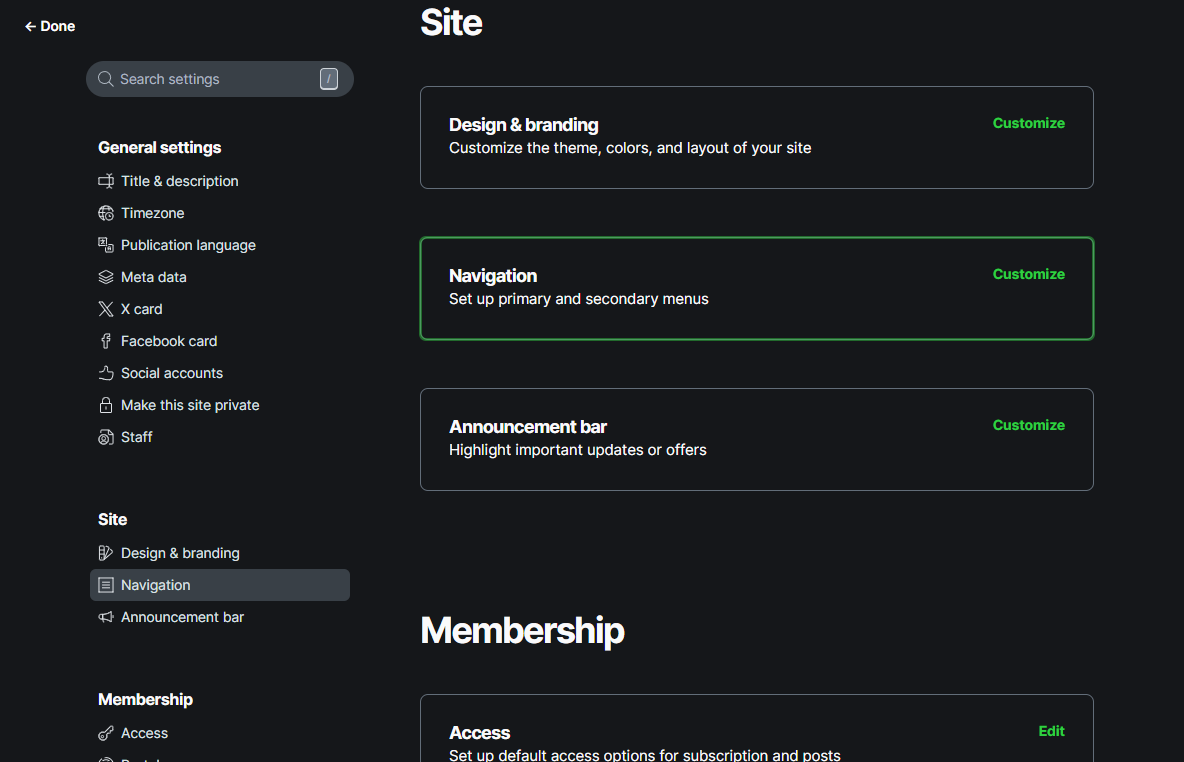 ← Done
Search settings
/
General settings
Title & description
Timezone
Publication language
Meta data
X card
Facebook card
Social accounts
Make this site private
Staff
Site
Design & branding
Navigation
Announcement bar
Membership
Access
Site
Design & branding
Customize
Customize the theme, colors, and layout of your site
Navigation
Customize
Set up primary and secondary menus
Announcement bar
Customize
Highlight important updates or offers
Membership
Access
Edit
Set up default access options for subscription and posts